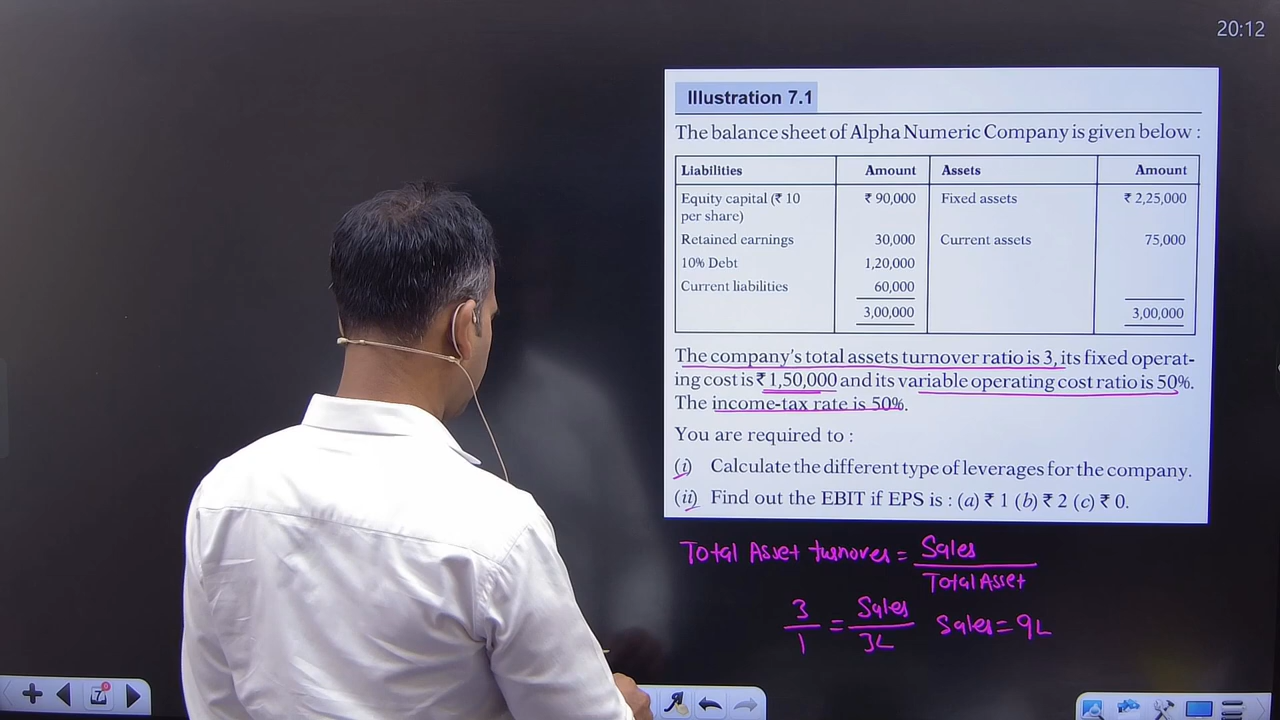 20:12
Illustration 7.1
The balance sheet of Alpha Numeric Company is given below :
Liabilities Amount Assets Amount
Equity capital (₹ 10 per share) ₹ 90,000 Fixed assets ₹ 2,25,000
Retained earnings 30,000 Current assets 75,000
10% Debt 1,20,000
Current liabilities 60,000
3,00,000 3,00,000
The company's total assets turnover ratio is 3, its fixed operat-
ing cost is ₹ 1,50,000 and its variable operating cost ratio is 50%.
The income-tax rate is 50%.
You are required to :
(i) Calculate the different type of leverages for the company.
(ii) Find out the EBIT if EPS is : (a) ₹ 1 (b) ₹ 2 (c) ₹ 0.
Total Asset turnover = Sales
Total Asset
3 / 1 = Sales / 3L Sales = 9L
7